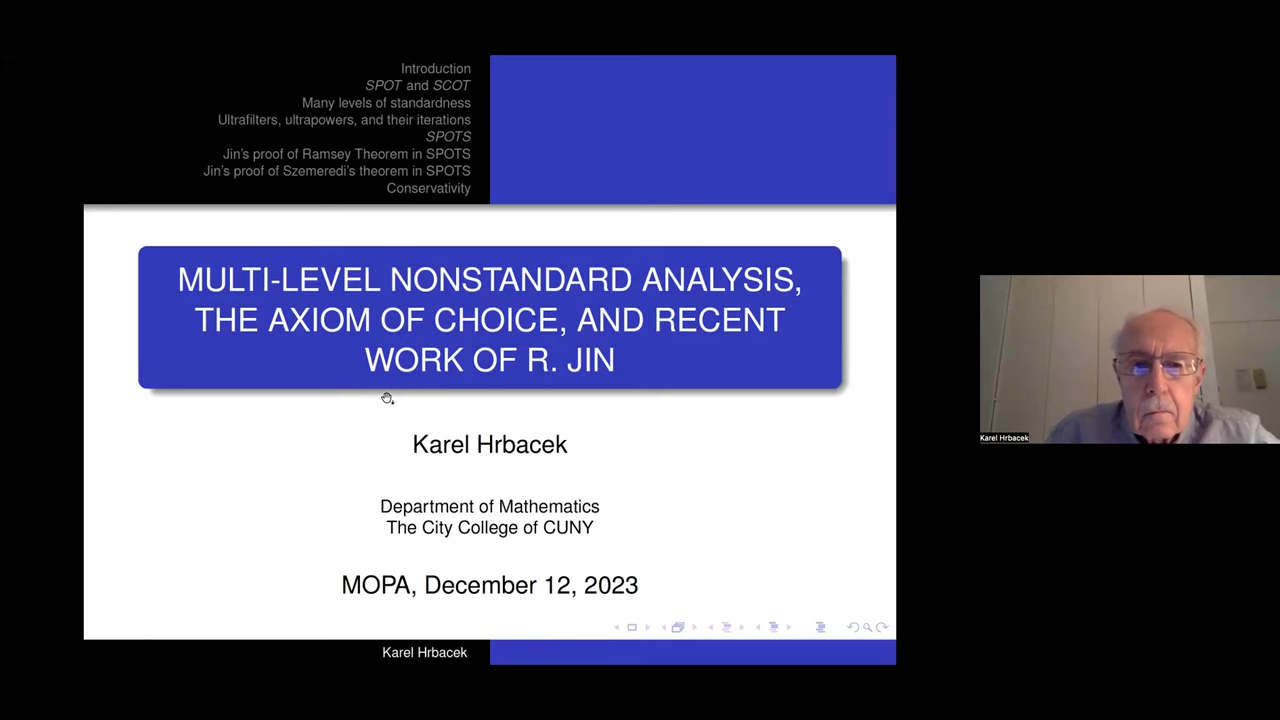 Introduction
SPOT and SCOT
Many levels of standardness
Ultrafilters, ultrapowers, and their iterations
SPOTS
Jin's proof of Ramsey Theorem in SPOTS
Jin's proof of Szemeredi's theorem in SPOTS
Conservativity
MULTI-LEVEL NONSTANDARD ANALYSIS,
THE AXIOM OF CHOICE, AND RECENT
WORK OF R. JIN
Karel Hrbacek
Department of Mathematics
The City College of CUNY
MOPA, December 12, 2023
Karel Hrbacek
Karel Hrbacek